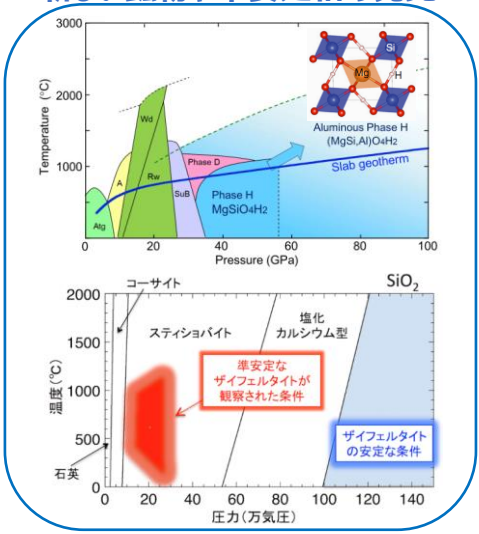 3000
2000
1000
Temperature (°C)
Si
Mg
H
Aluminous Phase H
(MgSi,Al)O4H2
Wd
Phase D
Slab geotherm
A
Rw
SuB
Phase H
MgSiO4H2
Atg
0
20
40
60
80
100
Pressure (GPa)
コーサイト
SiO2
2000
1500
1000
500
0
温度(℃)
スティショバイト
塩化
カルシウム型
準安定な
ザイフェルタイトが
観察された条件
ザイフェルタイト
の安定な条件
石英
0
20
40
60
80
100
120
140
圧力(万気圧)